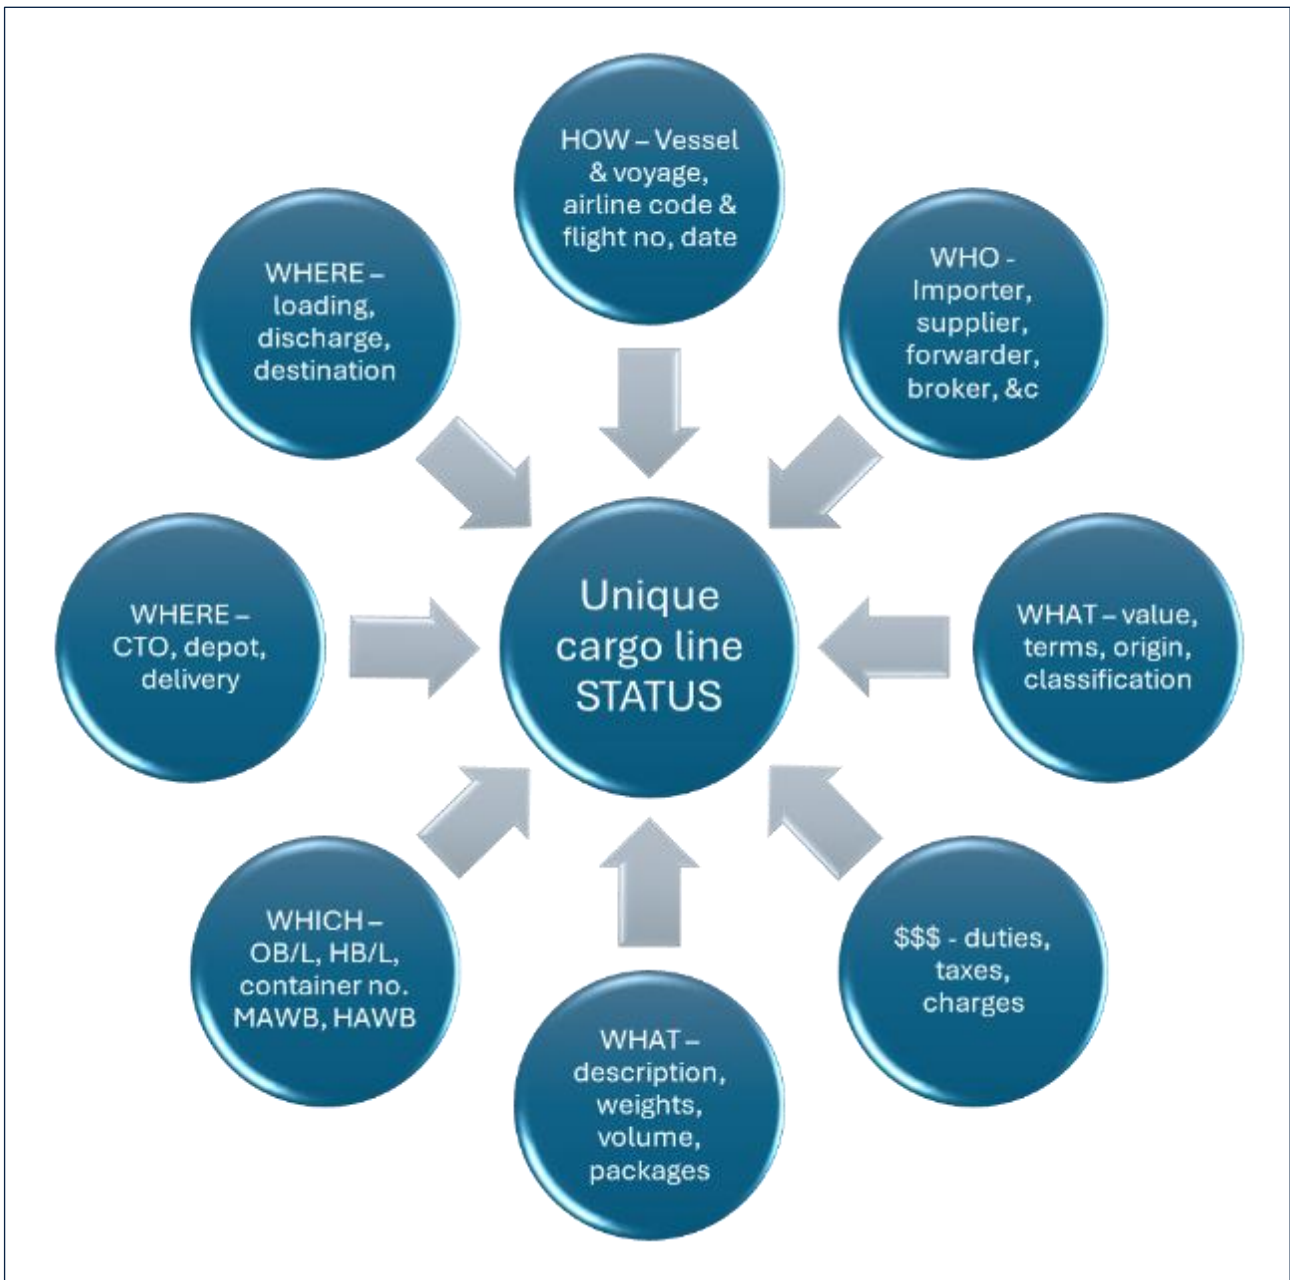 HOW – Vessel
& voyage,
airline code &
flight no, date
WHO -
Importer,
supplier,
forwarder,
broker, &c
WHAT – value,
terms, origin,
classification
$$$ - duties,
taxes,
charges
WHAT –
description,
weights,
volume,
packages
WHICH –
OB/L, HB/L,
container no.
MAWB, HAWB
WHERE –
CTO, depot,
delivery
WHERE –
loading,
discharge,
destination
Unique
cargo line
STATUS